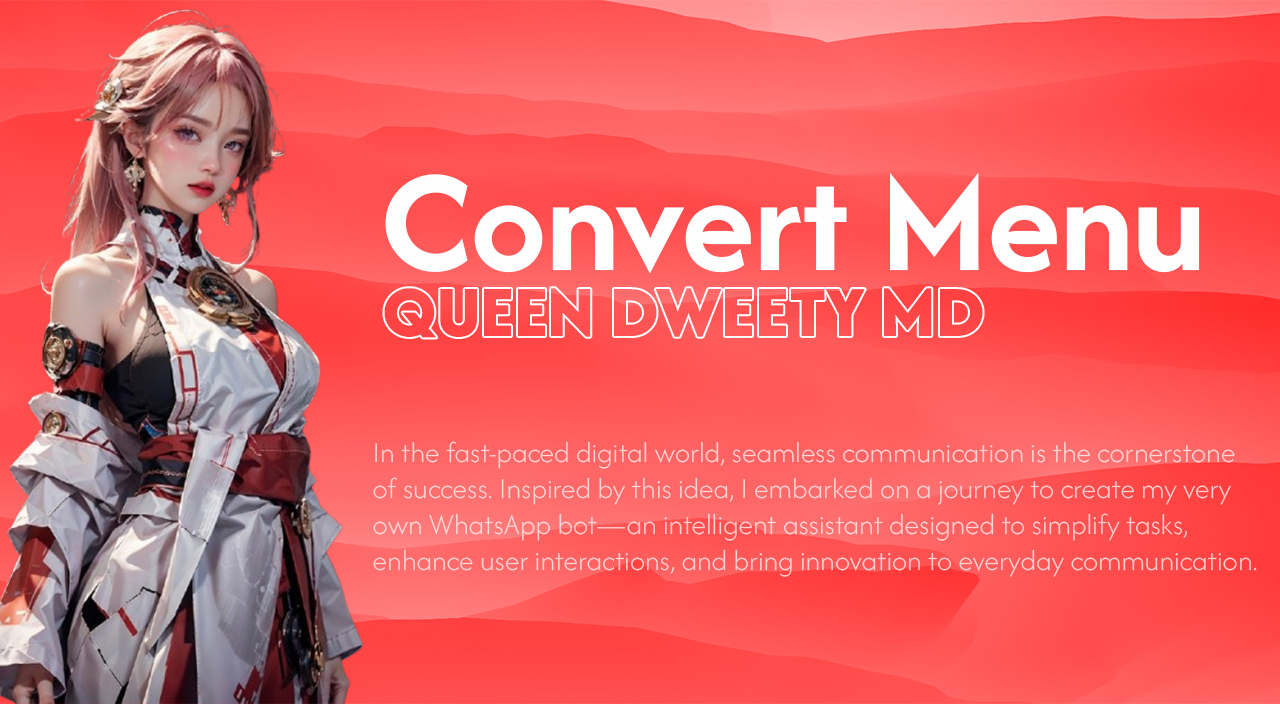 Convert Menu
QUEEN DWEETY MD
In the fast-paced digital world, seamless communication is the cornerstone
of success. Inspired by this idea, I embarked on a journey to create my very
own WhatsApp bot—an intelligent assistant designed to simplify tasks,
enhance user interactions, and bring innovation to everyday communication.